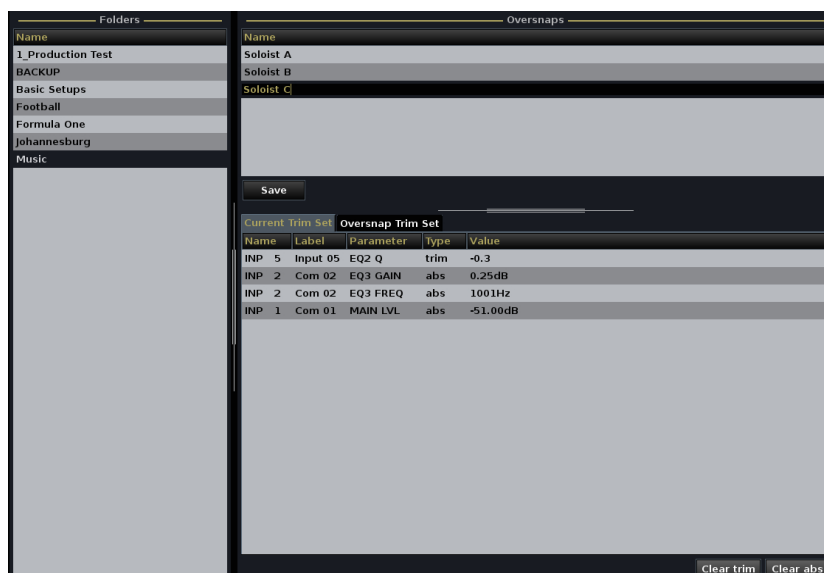 Folders
Name
1_Production Test
BACKUP
Basic Setups
Football
Formula One
Johannesburg
Music
Oversnaps
Name
Soloist A
Soloist B
Soloist C
Save
Current Trim Set Oversnap Trim Set
Name Label Parameter Type Value
INP 5 Input 05 EQ2 Q trim -0.3
INP 2 Com 02 EQ3 GAIN abs 0.25dB
INP 2 Com 02 EQ3 FREQ abs 1001Hz
INP 1 Com 01 MAIN LVL abs -51.00dB
Clear trim Clear abs